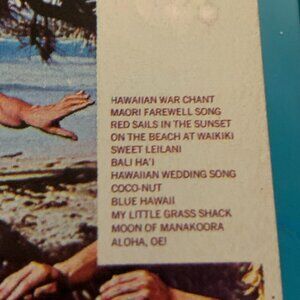 HAWAIIAN WAR CHANT
MAORI FAREWELL SONG
RED SAILS IN THE SUNSET
ON THE BEACH AT WAIKIKI
SWEET LEILANI
BALI HA'I
HAWAIIAN WEDDING SONG
COCO-NUT
BLUE HAWAII
MY LITTLE GRASS SHACK
MOON OF MANAKOORA
ALOHA, OE!